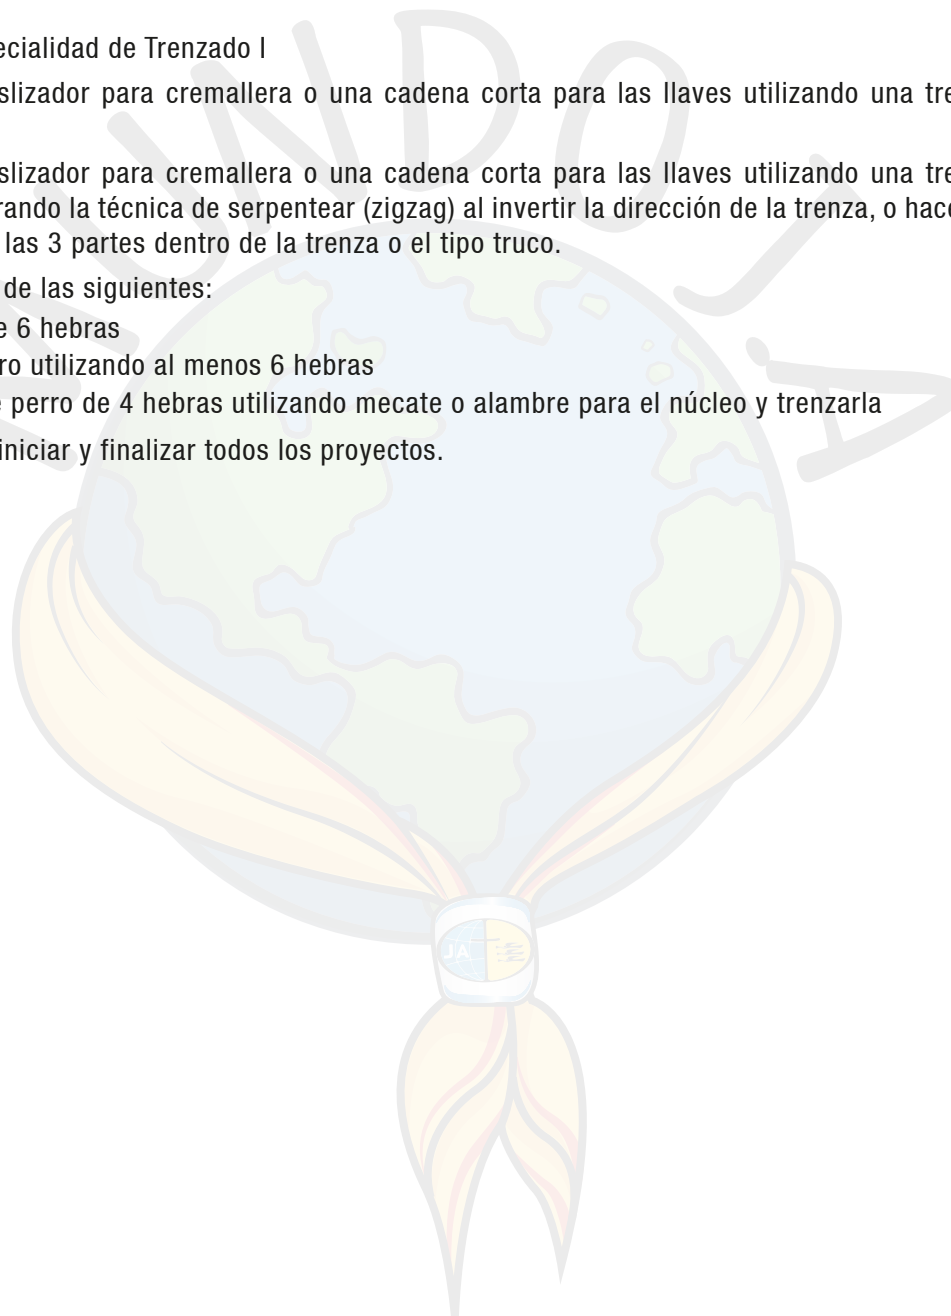 ecialidad de Trenzado I
slizador para cremallera o una cadena corta para las llaves utilizando una tre
slizador para cremallera o una cadena corta para las llaves utilizando una tre
rando la técnica de serpentear (zigzag) al invertir la dirección de la trenza, o hace
las 3 partes dentro de la trenza o el tipo truco.
de las siguientes:
e 6 hebras
ro utilizando al menos 6 hebras
e perro de 4 hebras utilizando mecate o alambre para el núcleo y trenzarla
iniciar y finalizar todos los proyectos.
MUNDO JA
JA